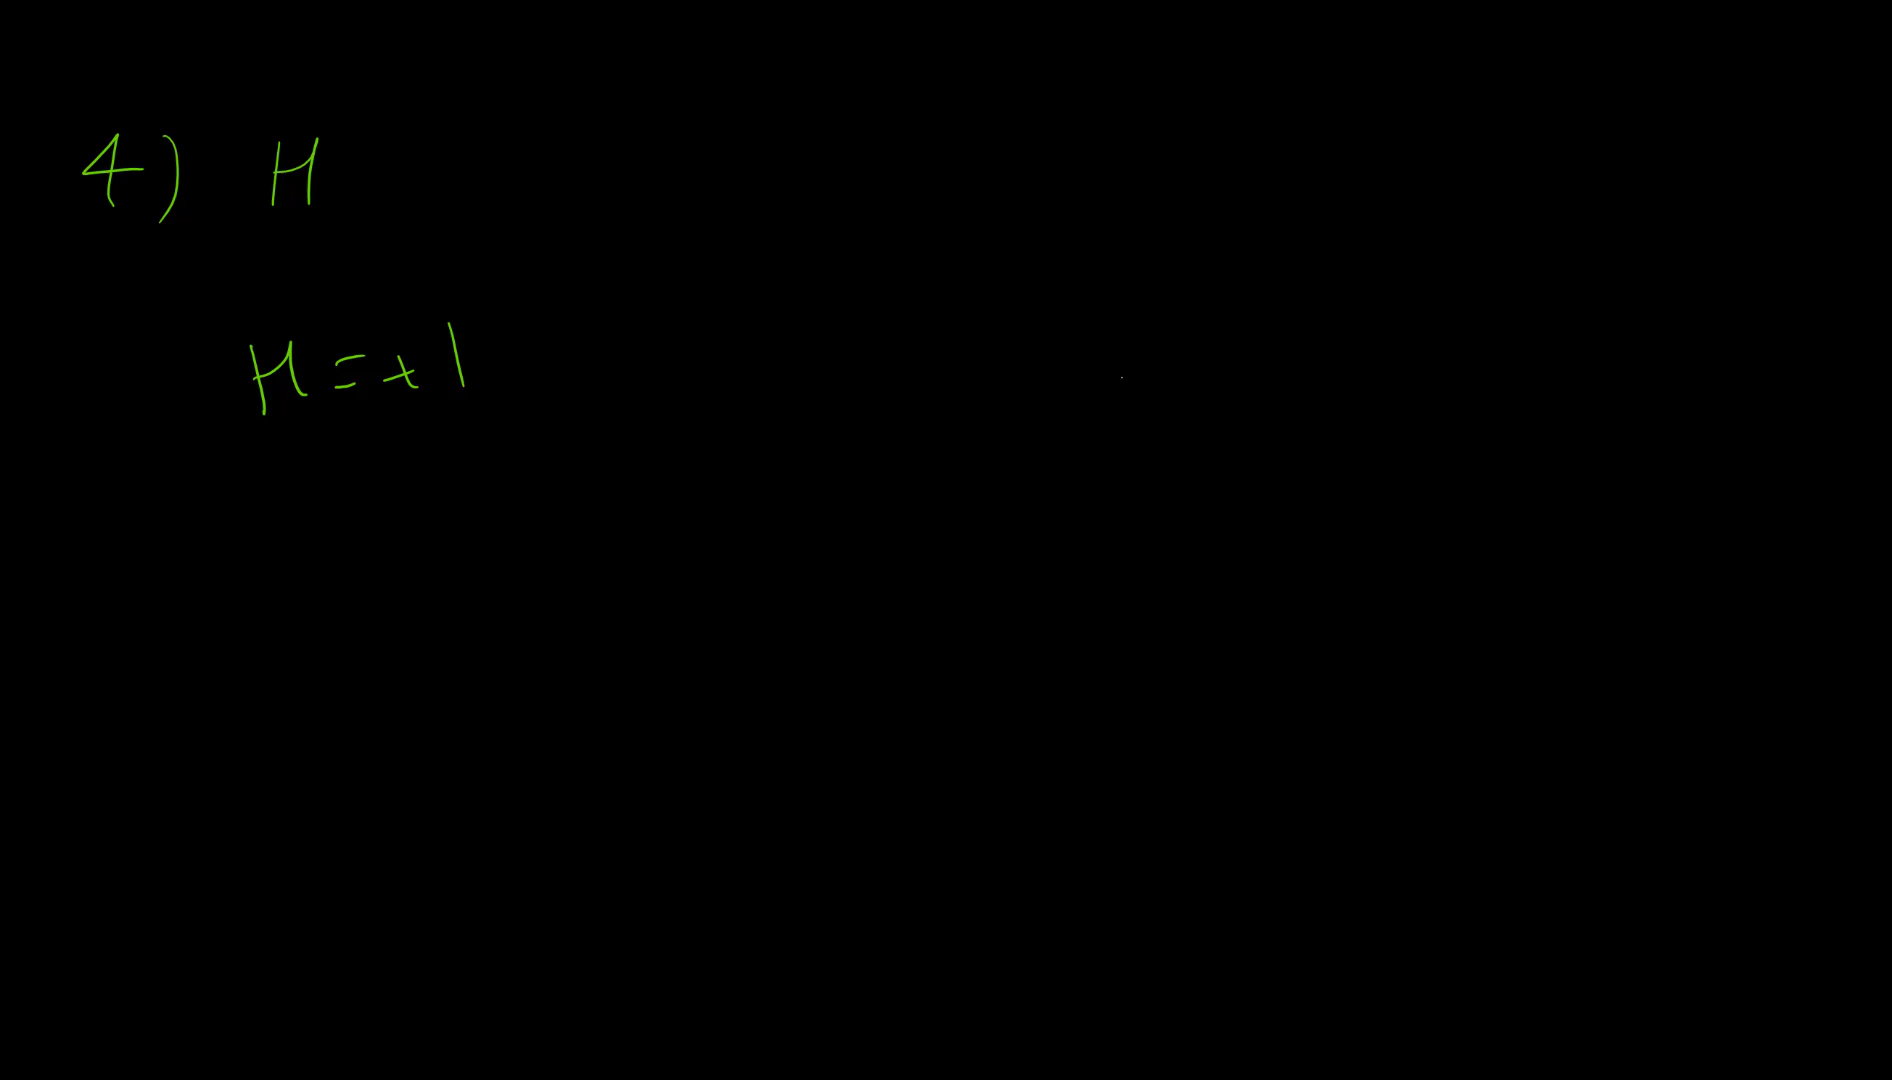 4) H
H = +1